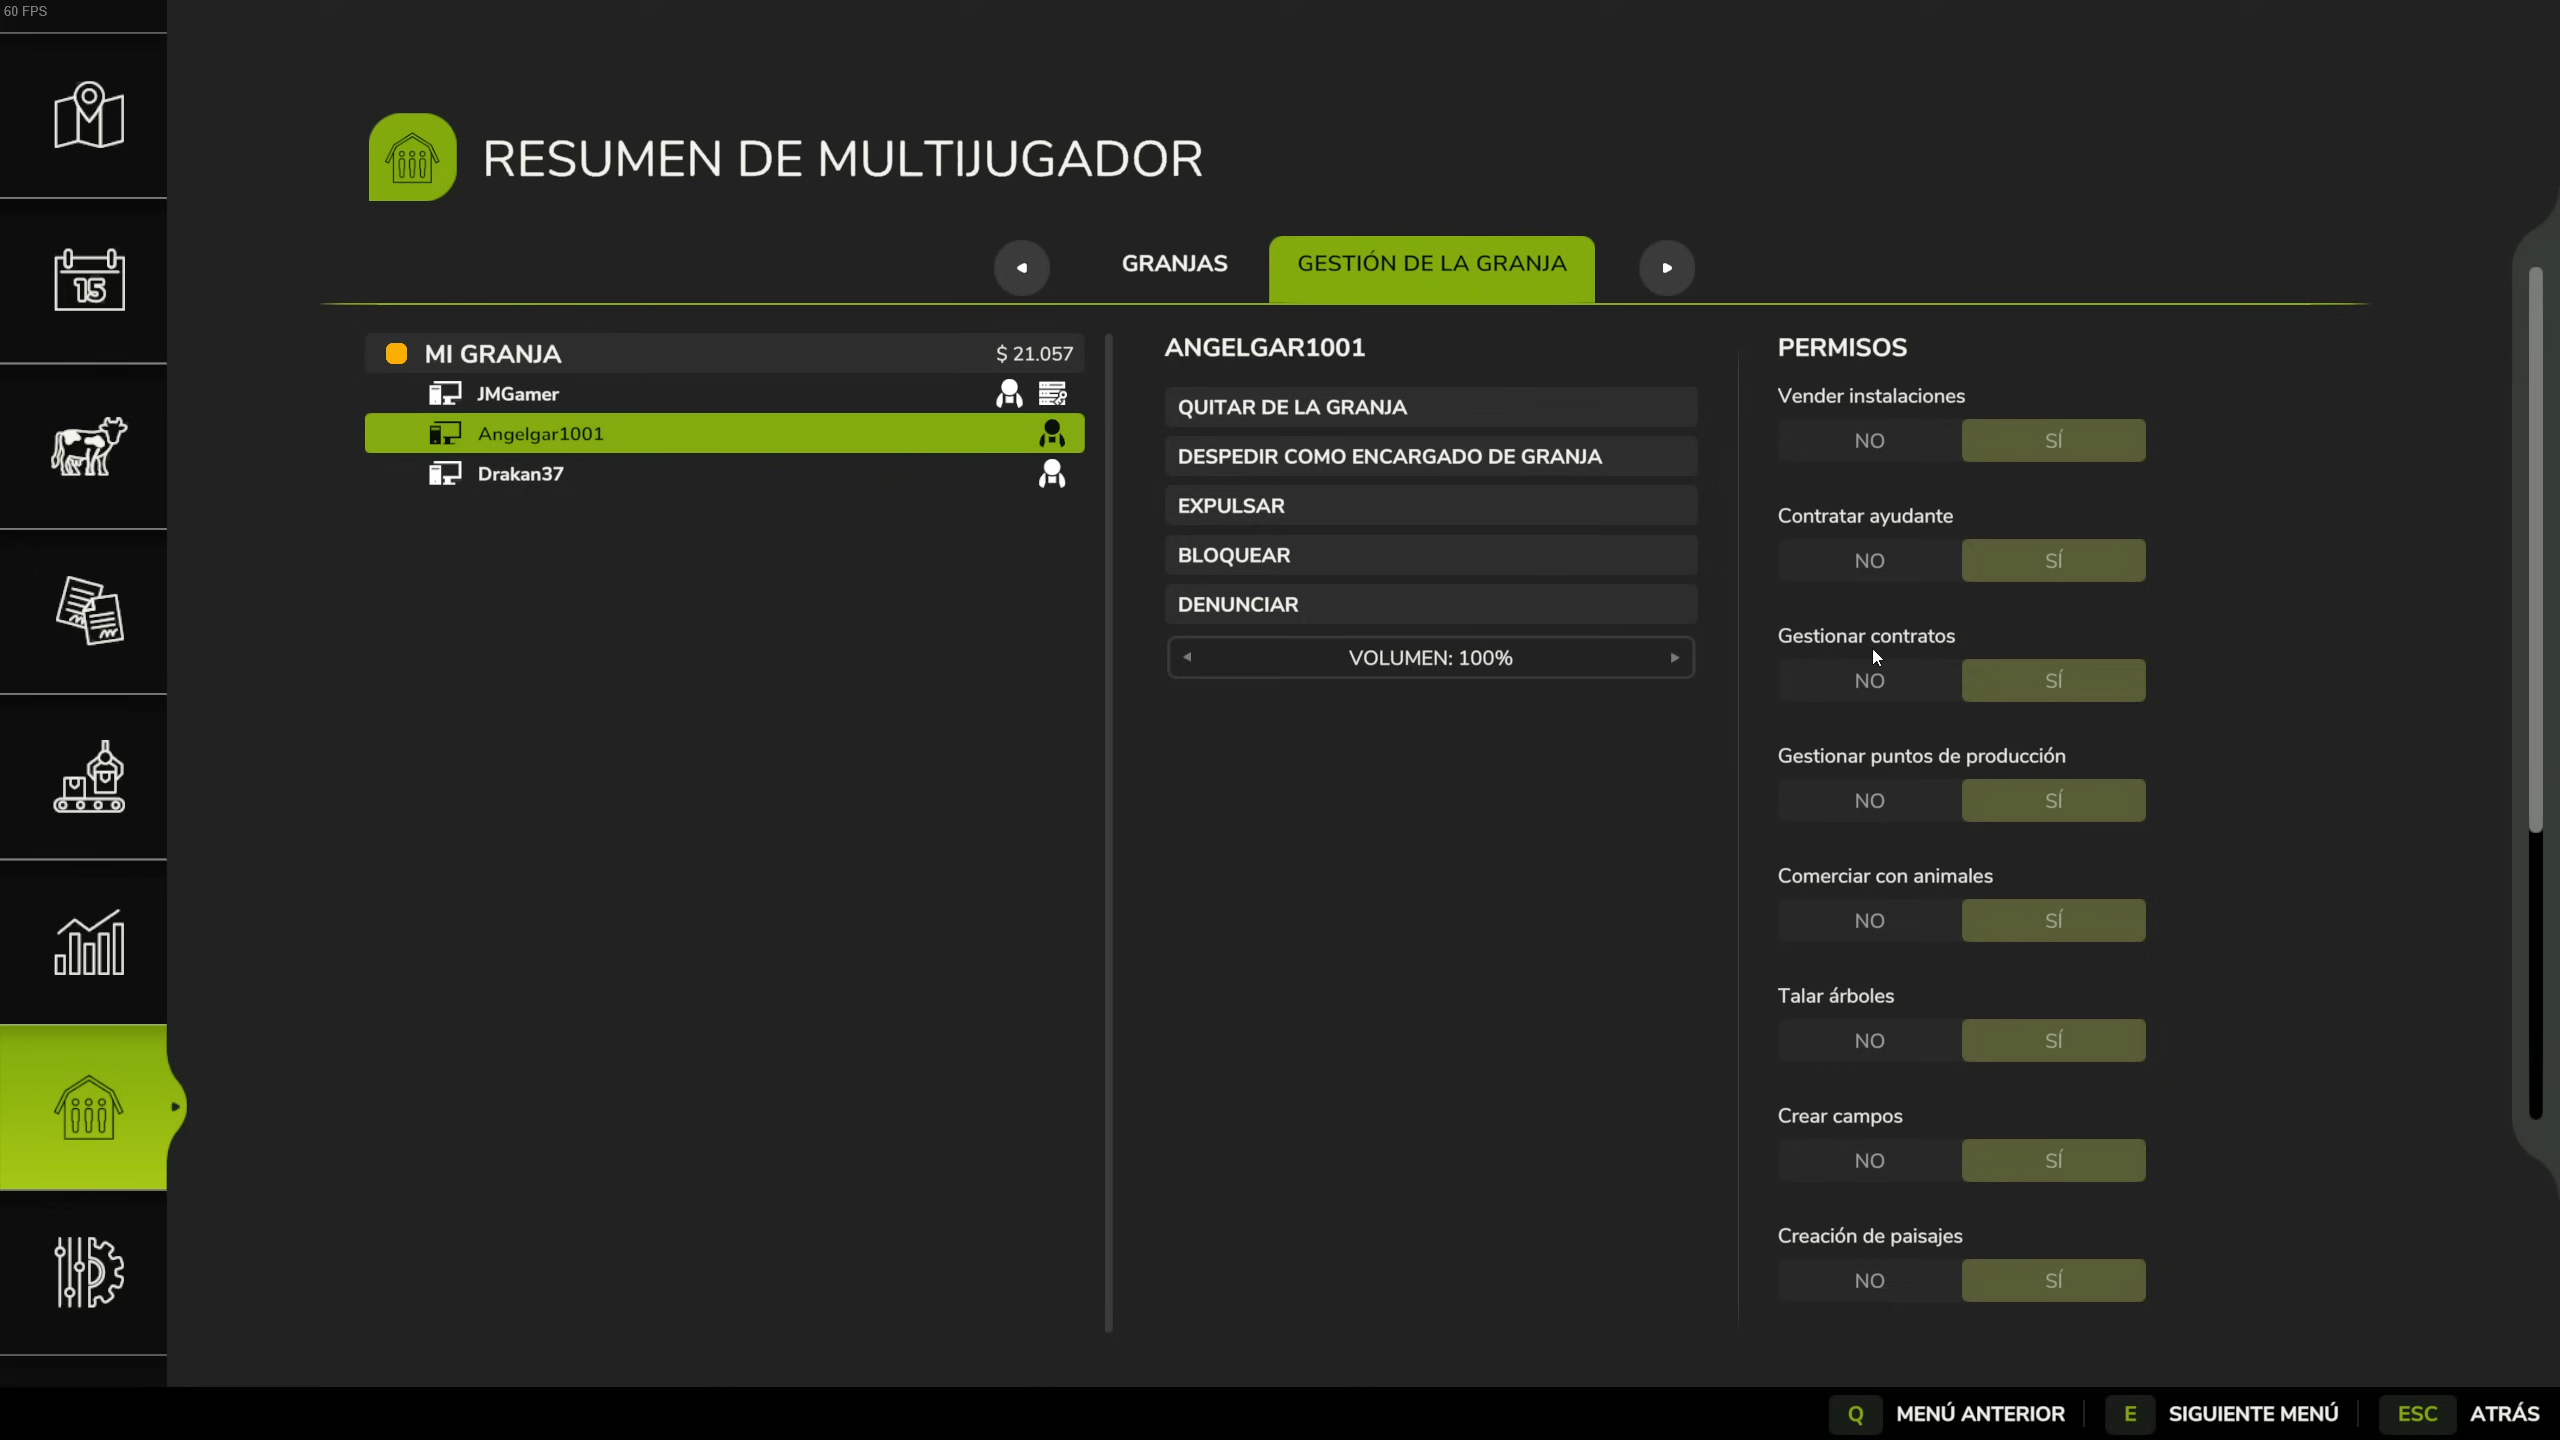 60 FPS
RESUMEN DE MULTIJUGADOR
GRANJAS
GESTIÓN DE LA GRANJA
15
MI GRANJA
$ 21.057
JMGamer
Angelgar1001
Drakan37
ANGELGAR1001
QUITAR DE LA GRANJA
DESPEDIR COMO ENCARGADO DE GRANJA
EXPULSAR
BLOQUEAR
DENUNCIAR
VOLUMEN: 100%
PERMISOS
Vender instalaciones
NO SÍ
Contratar ayudante
NO SÍ
Gestionar contratos
NO SÍ
Gestionar puntos de producción
NO SÍ
Comerciar con animales
NO SÍ
Talar árboles
NO SÍ
Crear campos
NO SÍ
Creación de paisajes
NO SÍ
Q MENÚ ANTERIOR
E SIGUIENTE MENÚ
ESC ATRÁS